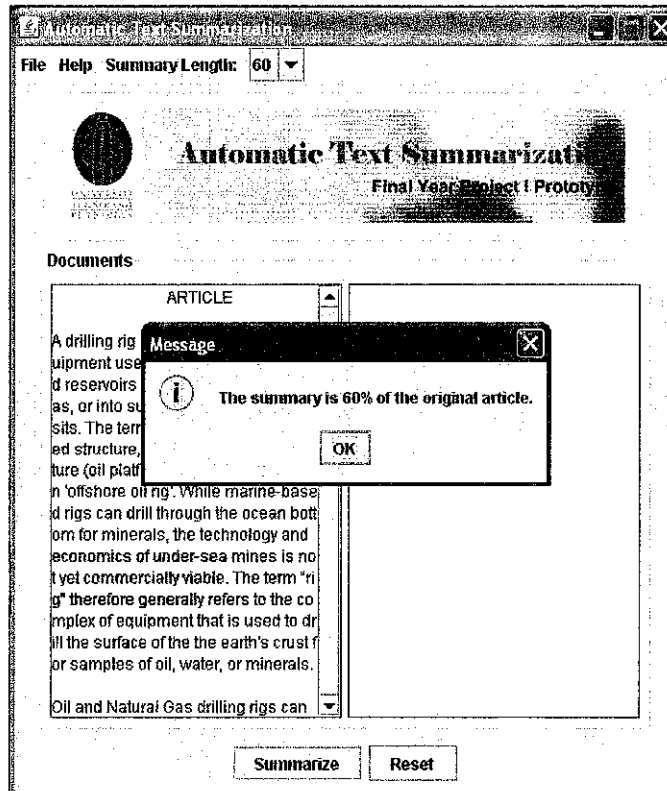 Automatic Text Summarization
File Help Summary Length: 60
Automatic Text Summarizati
Final Year Project I Prototyp
UNIVERSITI
TEKNOLOGI
PETRONAS
Documents
ARTICLE
A drilling rig
uipment use
d reservoirs
as, or into su
sits. The terr
ed structure,
ture (oil platf
n 'offshore oil rig'. While marine-base
d rigs can drill through the ocean bott
om for minerals, the technology and
economics of under-sea mines is no
t yet commercially viable. The term "ri
g" therefore generally refers to the co
mplex of equipment that is used to dr
ill the surface of the the earth's crust f
or samples of oil, water, or minerals.
Oil and Natural Gas drilling rigs can
Message
The summary is 60% of the original article.
OK
Summarize Reset